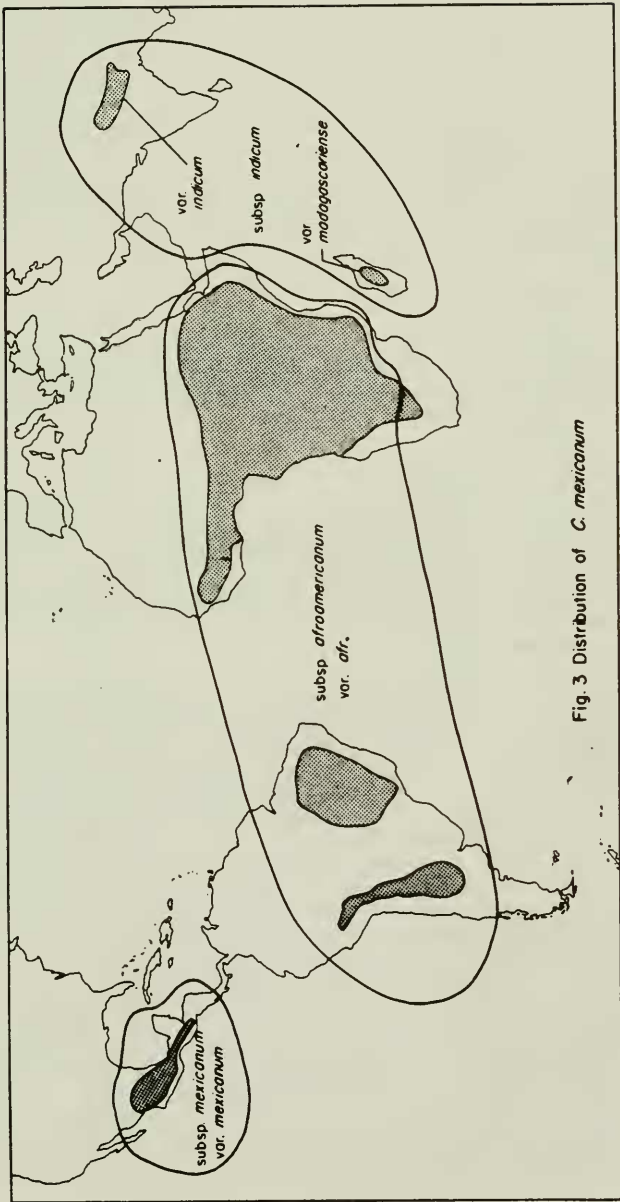 subsp. mexicanum
var. mexicanum
subsp afroamericanum
var. afr.
var.
indicum
subsp indicum
var
madagascariense
Fig. 3 Distribution of C. mexicanum